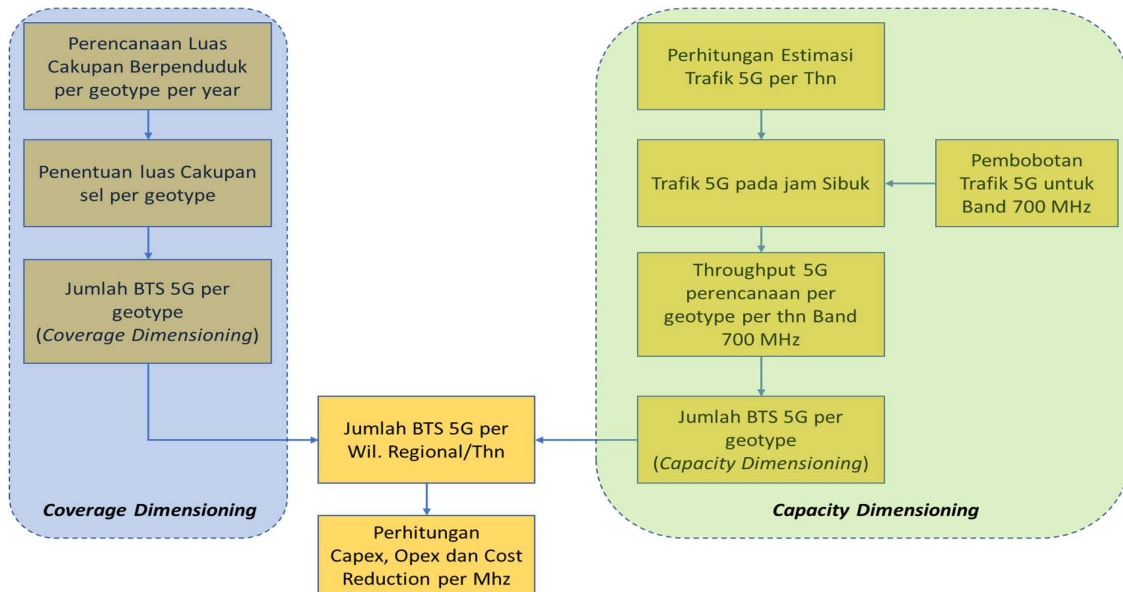 Perencanaan Luas
Cakupan Berpenduduk
per geotype per year
Penentuan luas Cakupan
sel per geotype
Jumlah BTS 5G per
geotype
(Coverage Dimensioning)
Coverage Dimensioning
Perhitungan Estimasi
Trafik 5G per Thn
Trafik 5G pada jam Sibuk
Pembobotan
Trafik 5G untuk
Band 700 MHz
Throughput 5G
perencanaan per
geotype per thn Band
700 MHz
Jumlah BTS 5G per
geotype
(Capacity Dimensioning)
Capacity Dimensioning
Jumlah BTS 5G per
Wil. Regional/Thn
Perhitungan
Capex, Opex dan Cost
Reduction per Mhz